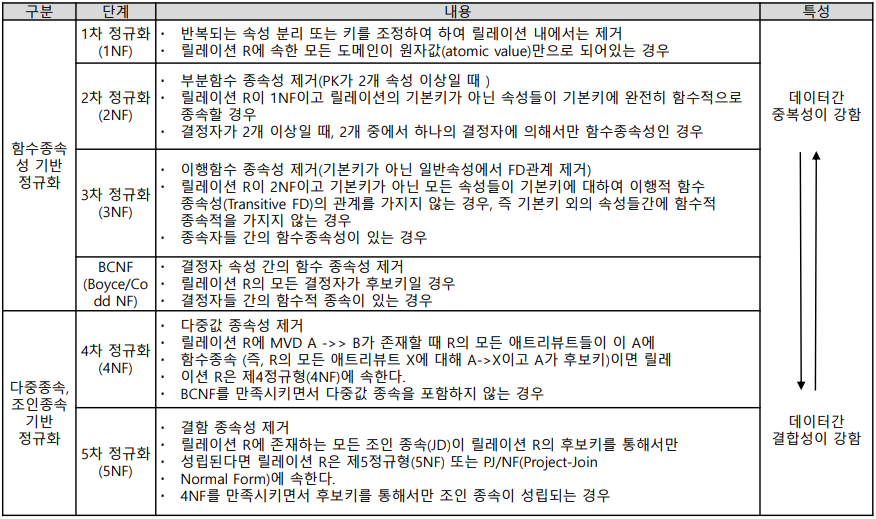 구분 단계 내용 특성
함수종속
성 기반
정규화
1차 정규화
(1NF)
· 반복되는 속성 분리 또는 키를 조정하여 하여 릴레이션 내에서는 제거
· 릴레이션 R에 속한 모든 도메인이 원자값(atomic value)만으로 되어있는 경우
2차 정규화
(2NF)
· 부분함수 종속성 제거(PK가 2개 속성 이상일 때 )
· 릴레이션 R이 1NF이고 릴레이션의 기본키가 아닌 속성들이 기본키에 완전히 함수적으로
종속할 경우
· 결정자가 2개 이상일 때, 2개 중에서 하나의 결정자에 의해서만 함수종속성인 경우
3차 정규화
(3NF)
· 이행함수 종속성 제거(기본키가 아닌 일반속성에서 FD관계 제거)
· 릴레이션 R이 2NF이고 기본키가 아닌 모든 속성들이 기본키에 대하여 이행적 함수
종속성(Transitive FD)의 관계를 가지지 않는 경우, 즉 기본키 외의 속성들간에 함수적
종속적을 가지지 않는 경우
· 종속자들 간의 함수종속성이 있는 경우
BCNF
(Boyce/Co
dd NF)
· 결정자 속성 간의 함수 종속성 제거
· 릴레이션 R의 모든 결정자가 후보키일 경우
· 결정자들 간의 함수적 종속이 있는 경우
다중종속,
조인종속
기반
정규화
4차 정규화
(4NF)
· 다중값 종속성 제거
· 릴레이션 R에 MVD A ->> B가 존재할 때 R의 모든 애트리뷰트들이 이 A에
· 함수종속 (즉, R의 모든 애트리뷰트 X에 대해 A->X이고 A가 후보키)이면 릴레
· 이션 R은 제4정규형(4NF)에 속한다.
· BCNF를 만족시키면서 다중값 종속을 포함하지 않는 경우
5차 정규화
(5NF)
· 결함 종속성 제거
· 릴레이션 R에 존재하는 모든 조인 종속(JD)이 릴레이션 R의 후보키를 통해서만
· 성립된다면 릴레이션 R은 제5정규형(5NF) 또는 PJ/NF(Project-Join
· Normal Form)에 속한다.
· 4NF를 만족시키면서 후보키를 통해서만 조인 종속이 성립되는 경우
데이터간
중복성이 강함
데이터간
결합성이 강함